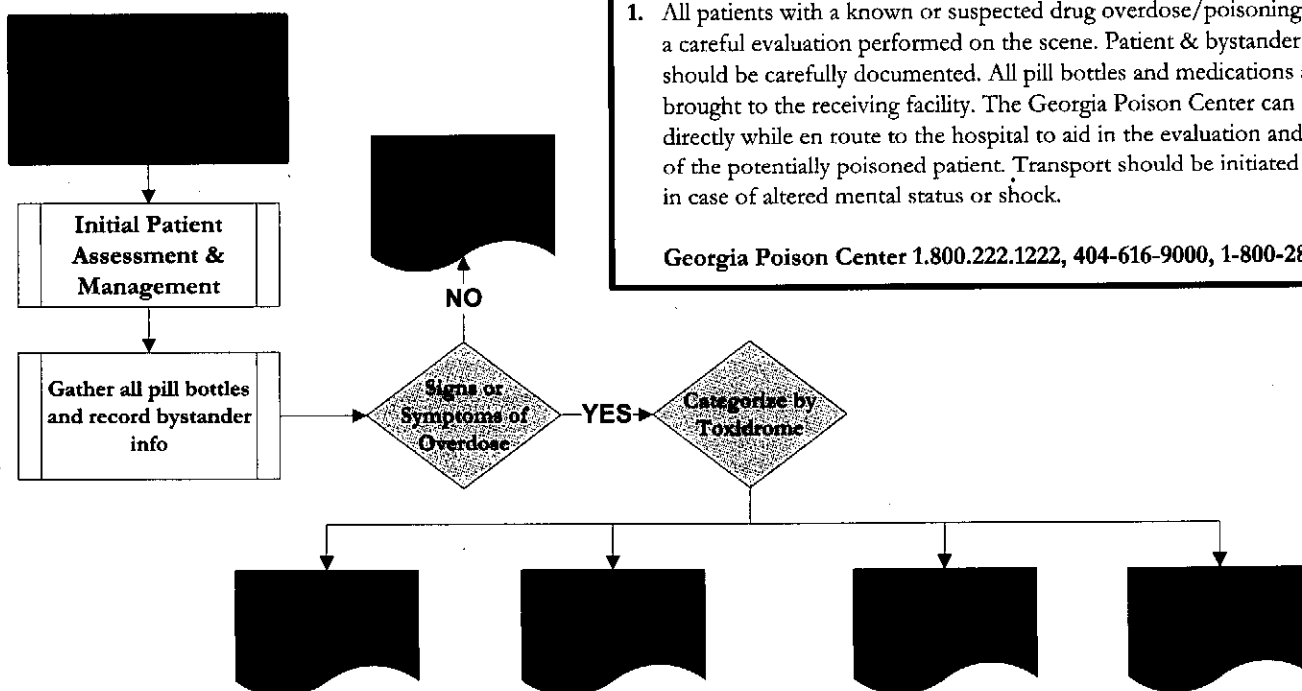 1. All patients with a known or suspected drug overdose/poisoning
a careful evaluation performed on the scene. Patient & bystander
should be carefully documented. All pill bottles and medications
brought to the receiving facility. The Georgia Poison Center can
directly while en route to the hospital to aid in the evaluation and
of the potentially poisoned patient. Transport should be initiated
in case of altered mental status or shock.
Georgia Poison Center 1.800.222.1222, 404-616-9000, 1-800-28
Initial Patient
Assessment &
Management
Gather all pill bottles
and record bystander
info
Signs or
Symptoms of
Overdose
NO
YES
Categorize by
Toxidrome